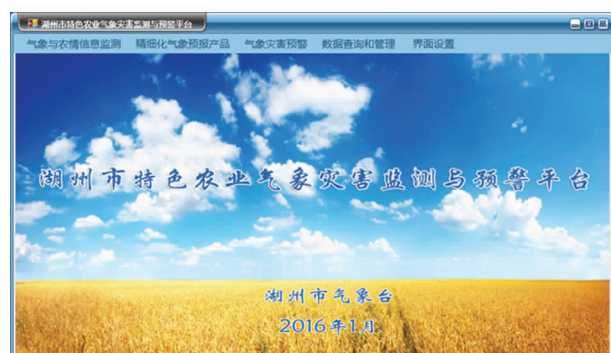 湖州市特色农业气象灾害监测与预警平台
气象与农情信息监测 精细化气象预报产品 气象灾害预警 数据查询和管理 界面设置
湖州市特色农业气象灾害监测与预警平台
湖州市气象台
2016年1月